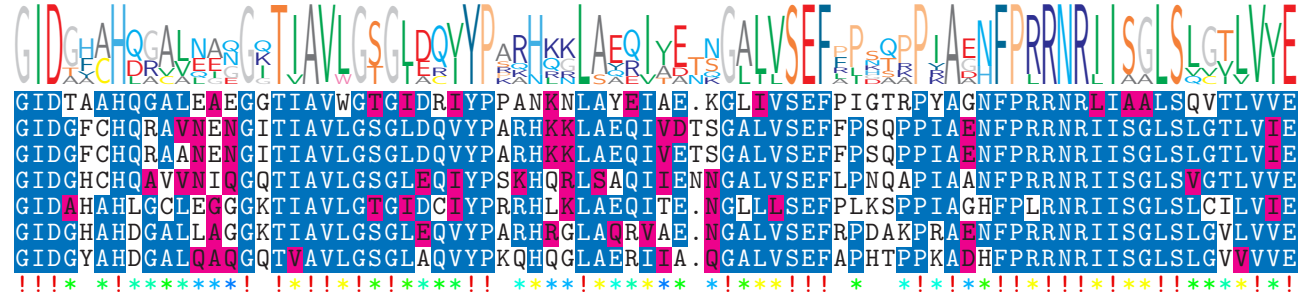 GIDTAAHQGALEAEGGTIAVWGTGIDRIYPPANKNLAYEIAE.KGLIVSEFPIGTRPYAGNFPRRNRLIAALSQVTLVVE
GIDGFCHQRAVNENGITIAVLGSGLDQVYPARHKKLAEQIVDTSGALVSEFFPSQPPIAENFPRRNRIISGLSLGTLVIE
GIDGFCHQRAANENGITIAVLGSGLDQVYPARHKKLAEQIVETSGALVSEFFPSQPPIAENFPRRNRIISGLSLGTLVIE
GIDGHCHQAVVNIQGQTIAVLGSGLEQIYPSKHQRLSAQIIENNGALVSEFLPNQAPIAANFPRRNRIISGLSVGTLVVE
GIDAHAHLGCLEGGGKTIAVLGTGIDCIYPRRHLKLAEQITE.NGLLLSEFPLKSPPIAGHFPLRNRIISGLSLCILVIE
GIDGHAHDGALLAGGKTIAVLGSGLEQVYPARHRGLAQRVAE.NGALVSEFRPDAKPRAENFPRRNRIISGLSLGVLVVE
GIDGYAHDGALQAQGQTVAVLGSGLAQVYPKQHQGLAERIIA.QGALVSEFAPHTPPKADHFPRRNRIISGLSLGVVVVE